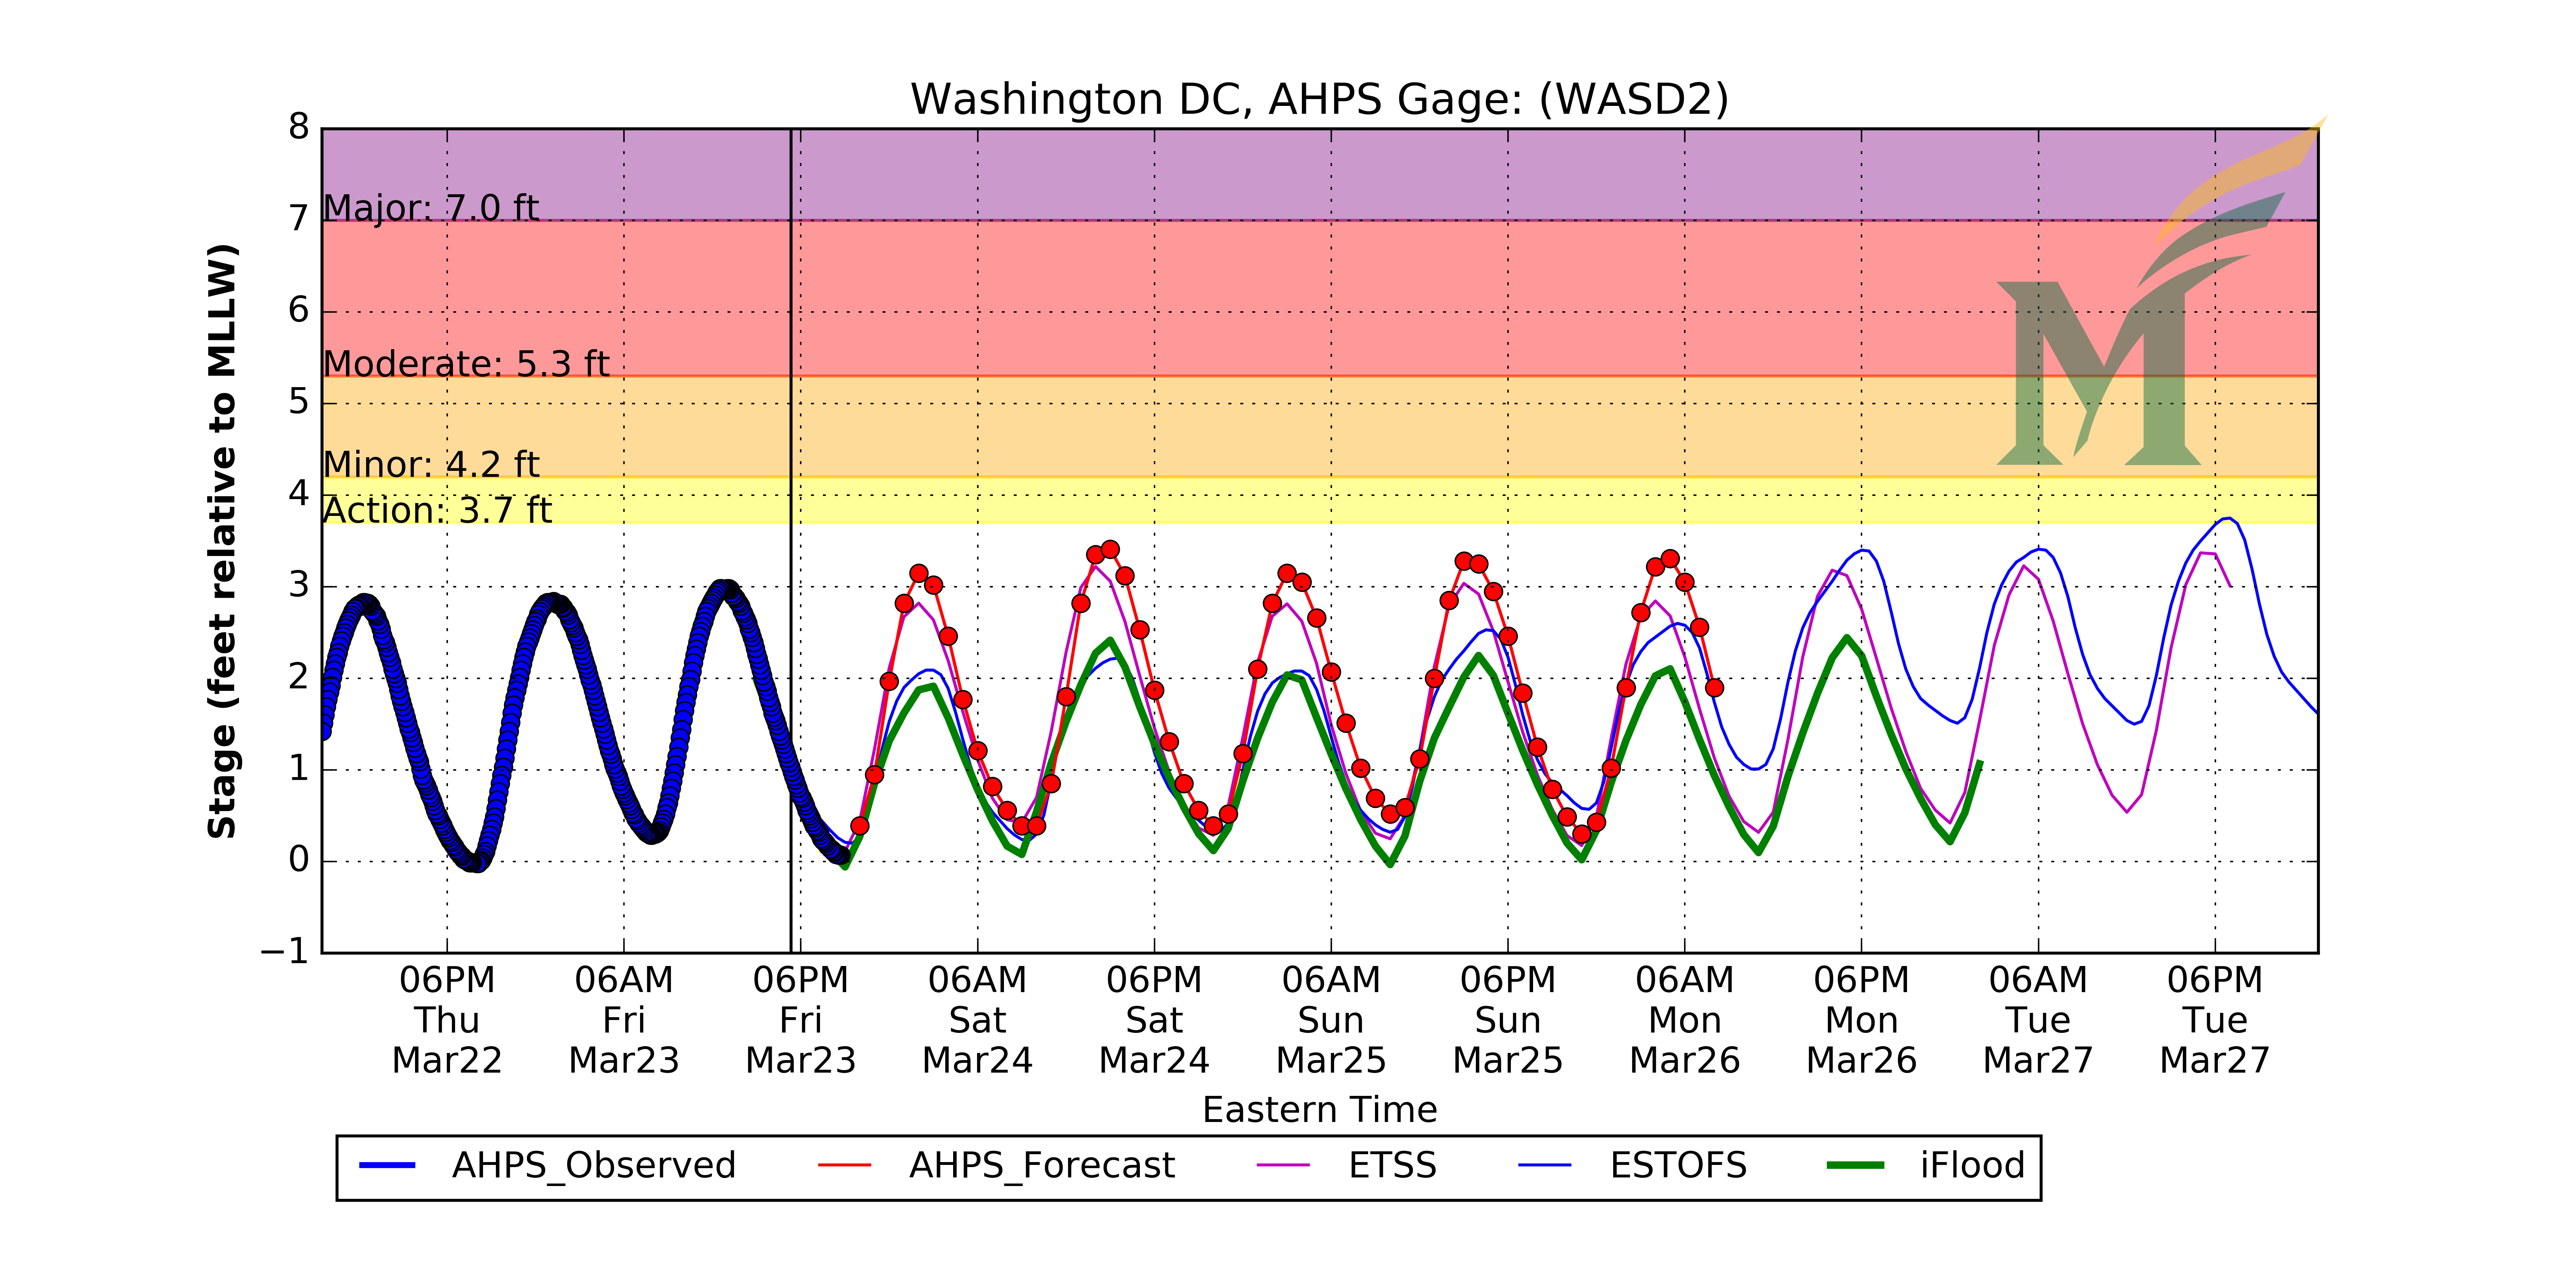 Washington DC, AHPS Gage: (WASD2)
8
7
6
5
4
3
2
1
0
−1
Stage (feet relative to MLLW)
Major: 7.0 ft
Moderate: 5.3 ft
Minor: 4.2 ft
Action: 3.7 ft
06PM 06AM 06PM 06AM 06PM 06AM 06PM 06AM 06PM 06AM 06PM
Thu Fri Fri Sat Sat Sun Sun Mon Mon Tue Tue
Mar22 Mar23 Mar23 Mar24 Mar24 Mar25 Mar25 Mar26 Mar26 Mar27 Mar27
Eastern Time
AHPS_Observed AHPS_Forecast ETSS ESTOFS iFlood
M